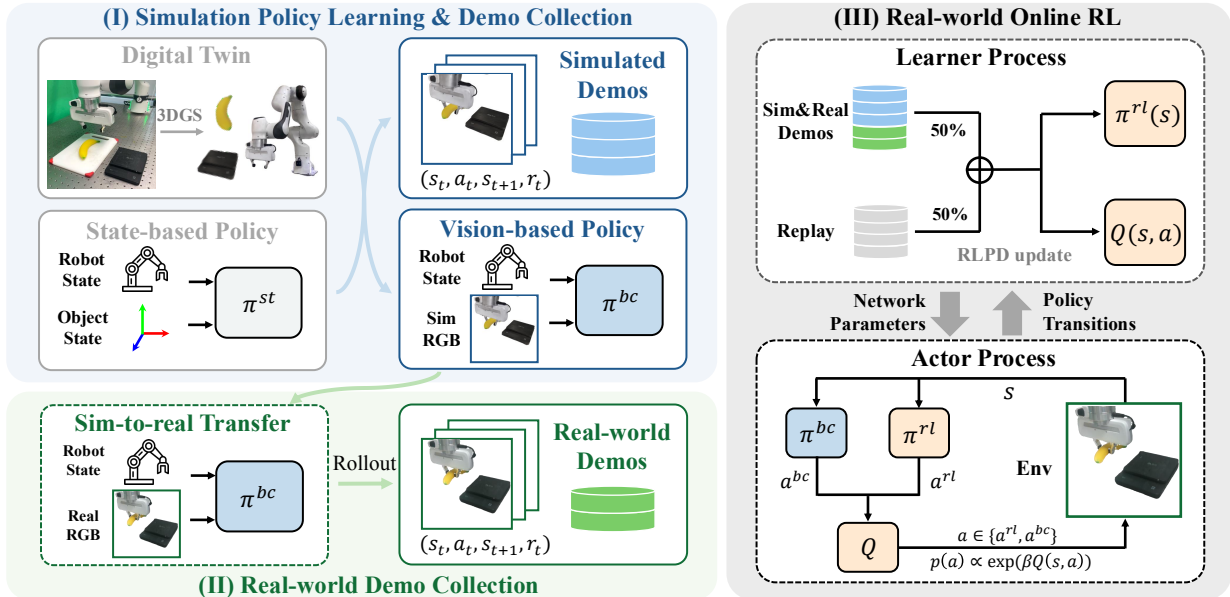 (I) Simulation Policy Learning & Demo Collection
Digital Twin
3DGS
Simulated
Demos
(s_t, a_t, s_{t+1}, r_t)
State-based Policy
Robot
State
Object
State
π^{st}
Vision-based Policy
Robot
State
Sim
RGB
π^{bc}
Sim-to-real Transfer
Robot
State
Real
RGB
π^{bc}
Rollout
Real-world
Demos
(s_t, a_t, s_{t+1}, r_t)
(II) Real-world Demo Collection
(III) Real-world Online RL
Learner Process
Sim&Real
Demos
50%
π^{rl}(s)
Replay
50%
Q(s, a)
RLPD update
Network
Parameters
Policy
Transitions
Actor Process
s
π^{bc}
π^{rl}
Env
a^{bc}
a^{rl}
Q
a ∈ {a^{rl}, a^{bc}}
p(a) ∝ exp(βQ(s, a))